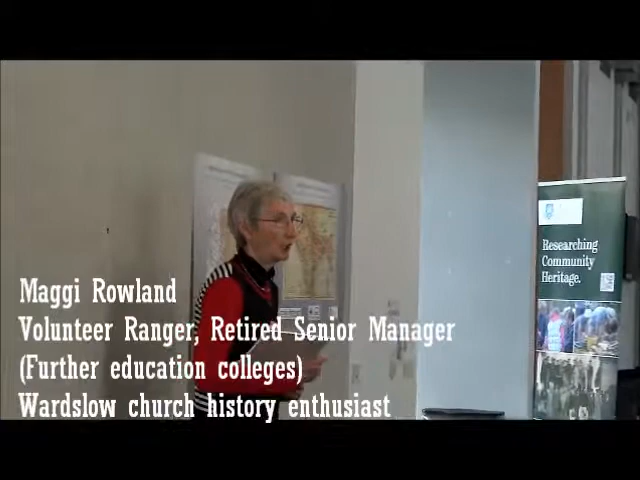 Maggi Rowland
Volunteer Ranger, Retired Senior Manager
(Further education colleges)
Wardslow church history enthusiast
Researching
Community
Heritage.